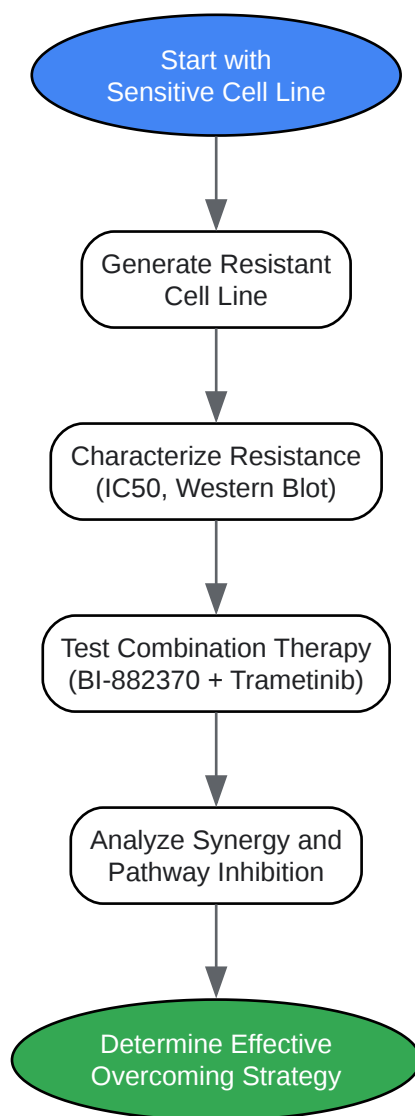 Start with
Sensitive Cell Line
Generate Resistant
Cell Line
Characterize Resistance
(IC50, Western Blot)
Test Combination Therapy
(BI-882370 + Trametinib)
Analyze Synergy and
Pathway Inhibition
Determine Effective
Overcoming Strategy